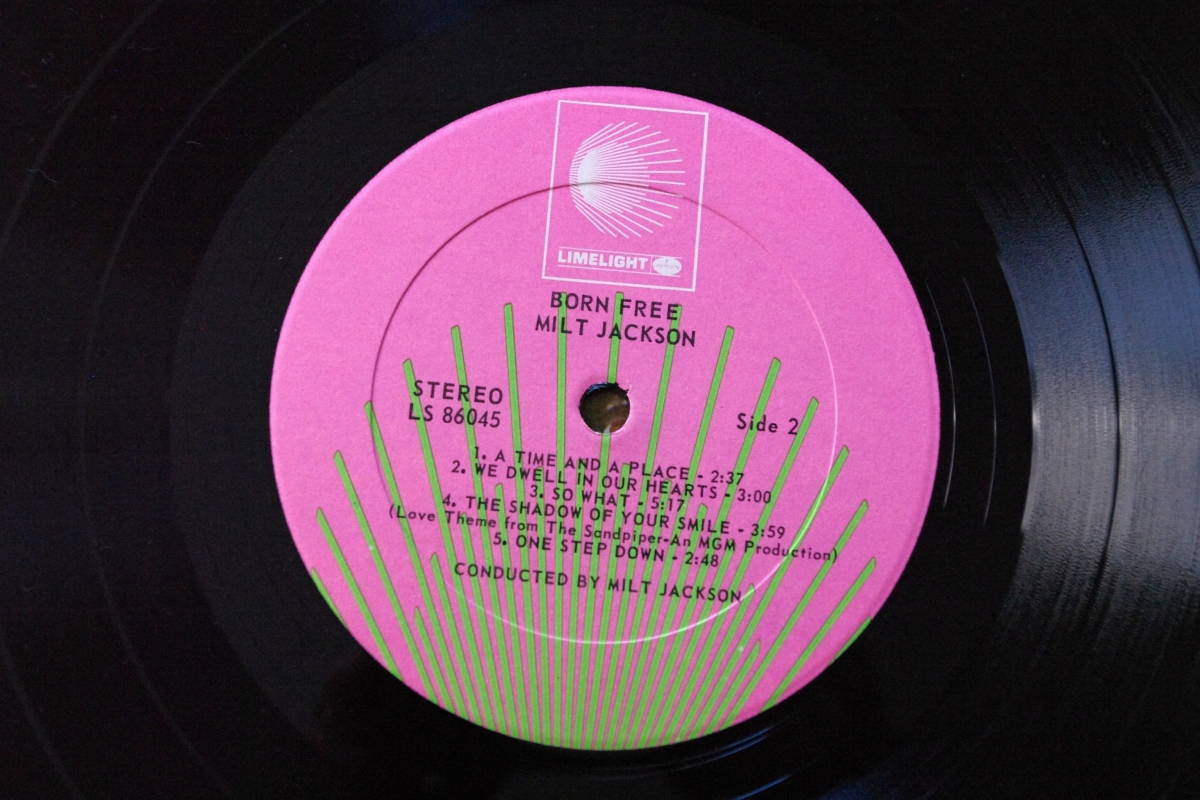 LIMELIGHT
BORN FREE
MILT JACKSON
STEREO
LS 86045
Side 2
1. A TIME AND A PLACE - 2:37
2. WE DWELL IN OUR HEARTS - 3:00
3. SO WHAT - 5:17
4. THE SHADOW OF YOUR SMILE - 3:59
(Love Theme from The Sandpiper-An MGM Production)
5. ONE STEP DOWN - 2:48
CONDUCTED BY MILT JACKSON